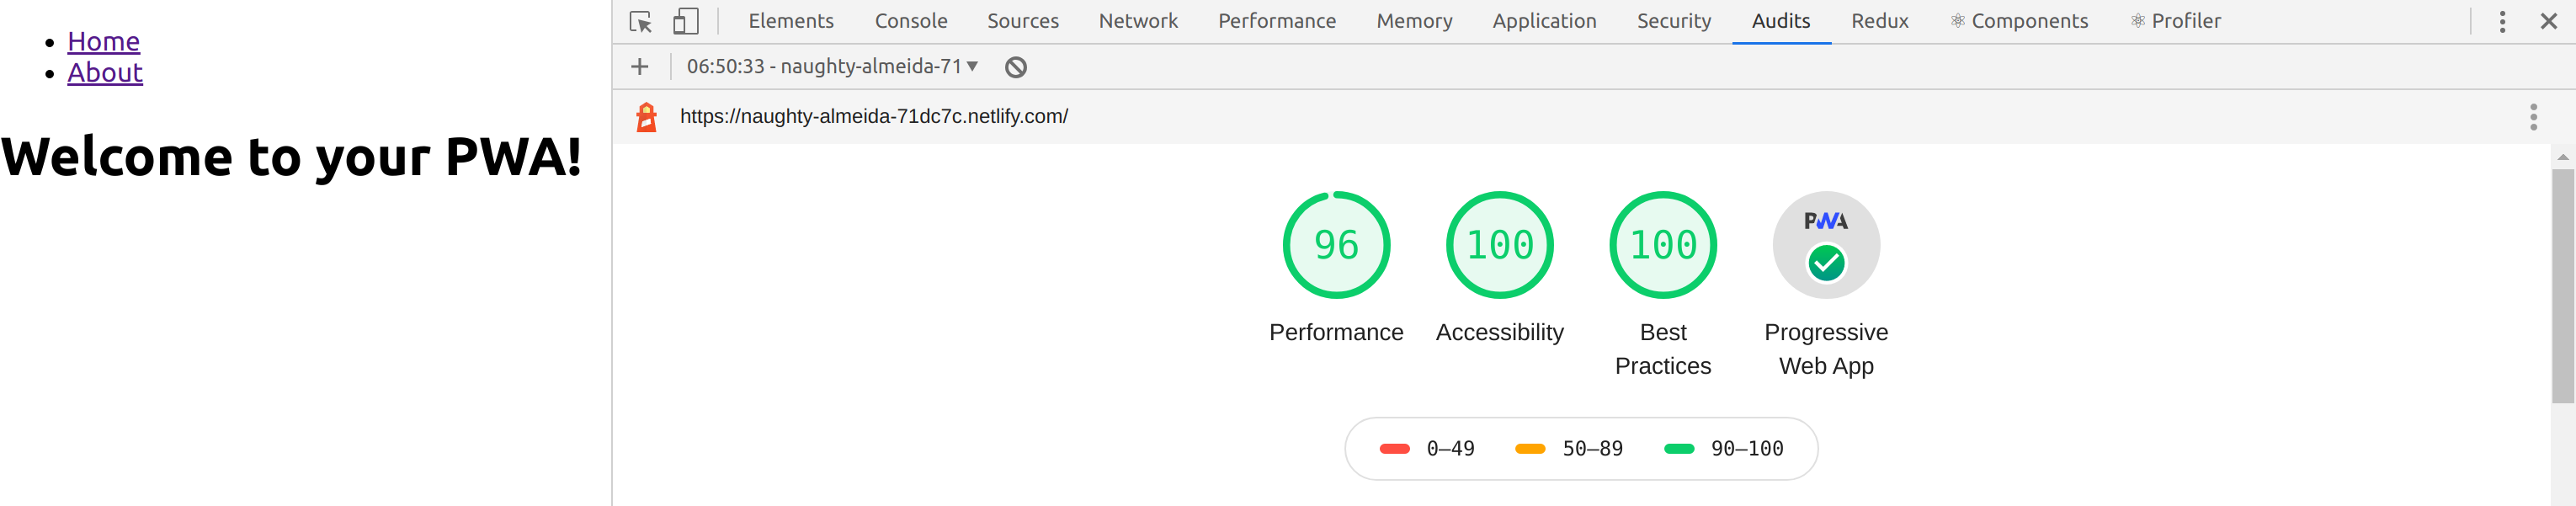 Home
About
Welcome to your PWA!
Elements Console Sources Network Performance Memory Application Security Audits Redux ⚛ Components ⚛ Profiler
06:50:33 - naughty-almeida-71
https://naughty-almeida-71dc7c.netlify.com/
96 100 100 PWA
Performance Accessibility Best Practices Progressive Web App
0–49 50–89 90–100